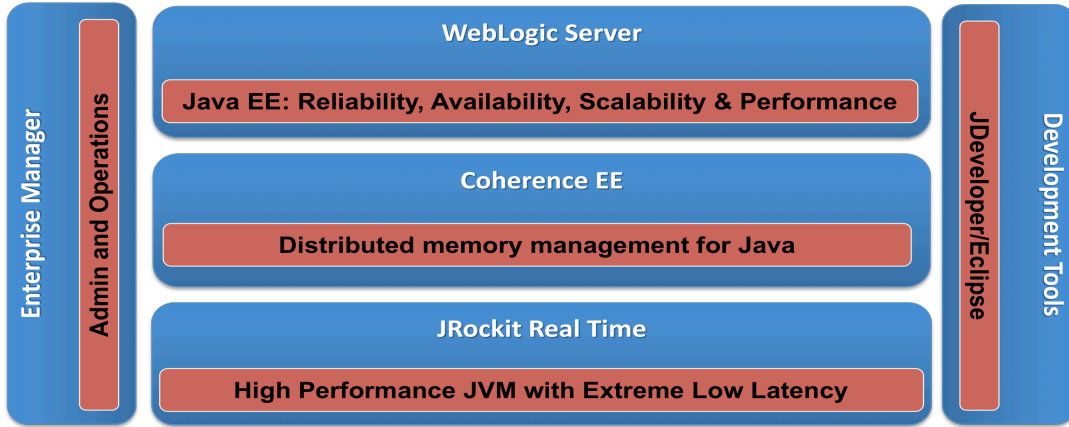 Enterprise Manager
Admin and Operations
WebLogic Server
Java EE: Reliability, Availability, Scalability & Performance
Coherence EE
Distributed memory management for Java
JRockit Real Time
High Performance JVM with Extreme Low Latency
JDeveloper/Eclipse
Development Tools